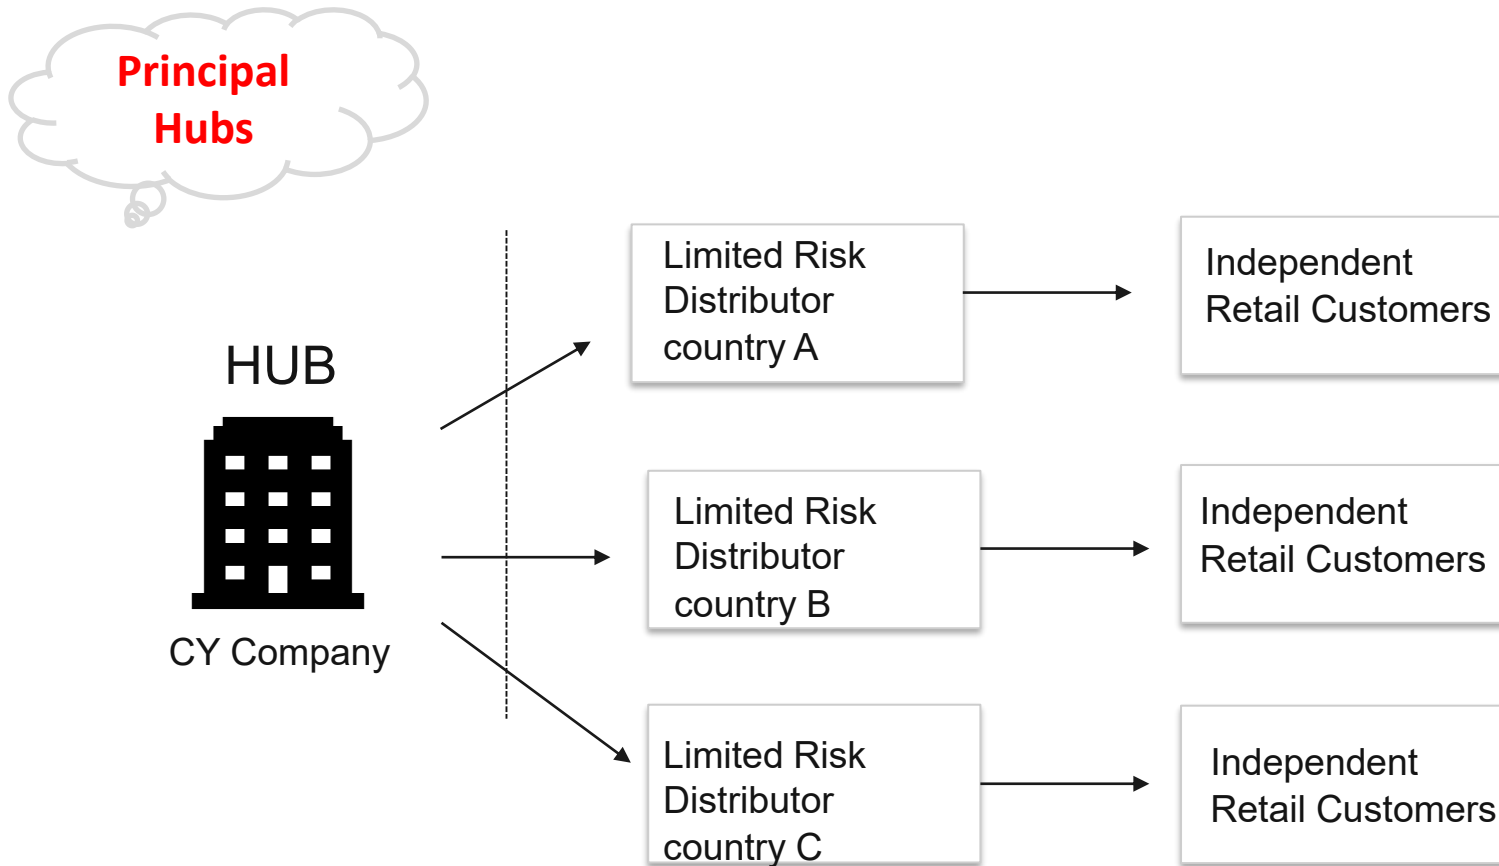 Principal
Hubs
HUB
CY Company
Limited Risk
Distributor
country A
Independent
Retail Customers
Limited Risk
Distributor
country B
Independent
Retail Customers
Limited Risk
Distributor
country C
Independent
Retail Customers